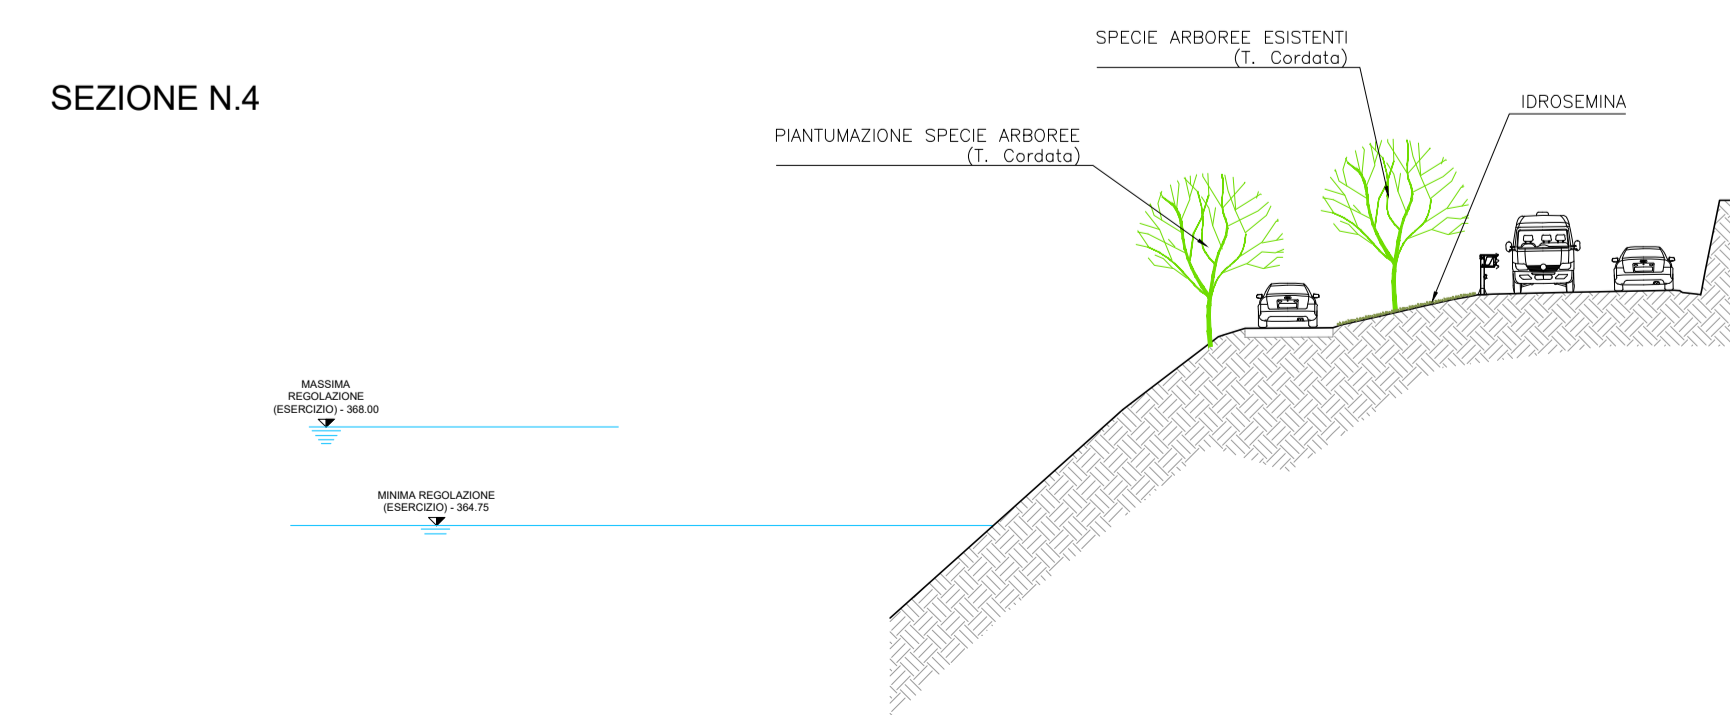 SPECIE ARBOREE ESISTENTI
(T. Cordata)
SEZIONE N.4
IDROSEMINA
PIANTUMAZIONE SPECIE ARBOREE
(T. Cordata)
MASSIMA
REGOLAZIONE
(ESERCIZIO) - 368.00
MINIMA REGOLAZIONE
(ESERCIZIO) - 364.75